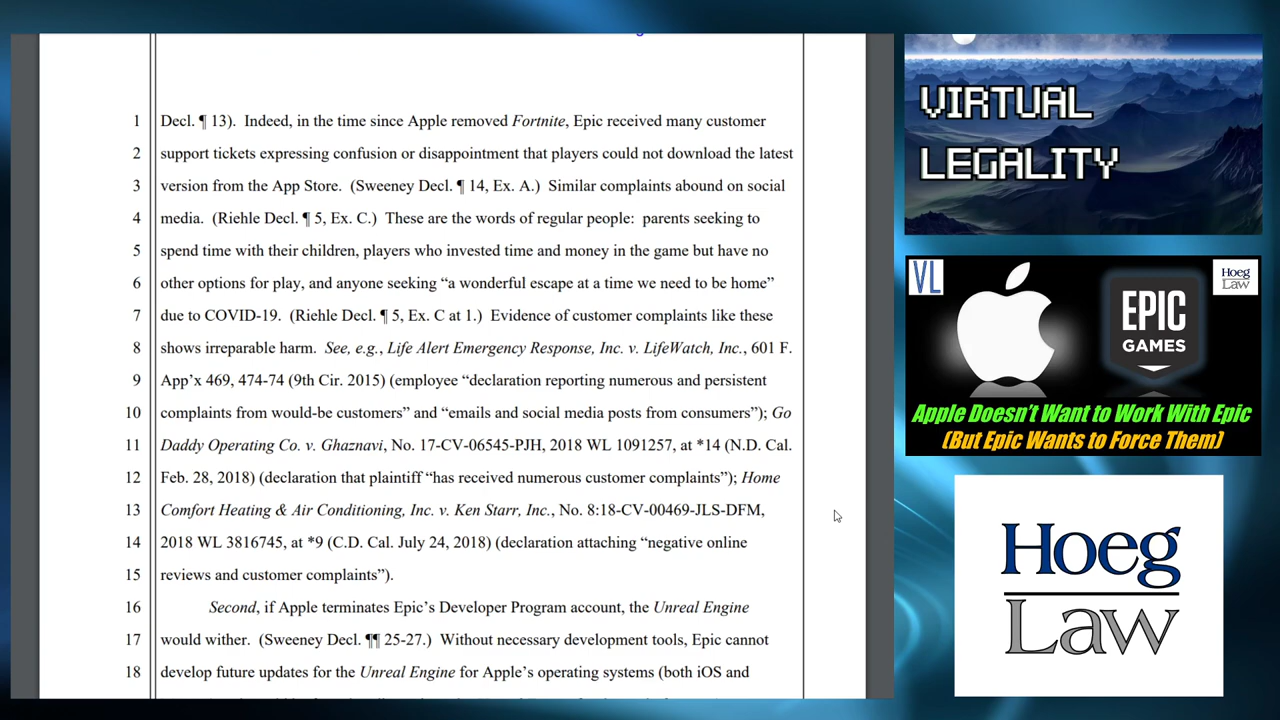 1 Decl. ¶ 13). Indeed, in the time since Apple removed Fortnite, Epic received many customer
2 support tickets expressing confusion or disappointment that players could not download the latest
3 version from the App Store. (Sweeney Decl. ¶ 14, Ex. A.) Similar complaints abound on social
4 media. (Riehle Decl. ¶ 5, Ex. C.) These are the words of regular people: parents seeking to
5 spend time with their children, players who invested time and money in the game but have no
6 other options for play, and anyone seeking “a wonderful escape at a time we need to be home”
7 due to COVID-19. (Riehle Decl. ¶ 5, Ex. C at 1.) Evidence of customer complaints like these
8 shows irreparable harm. See, e.g., Life Alert Emergency Response, Inc. v. LifeWatch, Inc., 601 F.
9 App’x 469, 474-74 (9th Cir. 2015) (employee “declaration reporting numerous and persistent
10 complaints from would-be customers” and “emails and social media posts from consumers”); Go
11 Daddy Operating Co. v. Ghaznavi, No. 17-CV-06545-PJH, 2018 WL 1091257, at *14 (N.D. Cal.
12 Feb. 28, 2018) (declaration that plaintiff “has received numerous customer complaints”); Home
13 Comfort Heating & Air Conditioning, Inc. v. Ken Starr, Inc., No. 8:18-CV-00469-JLS-DFM,
14 2018 WL 3816745, at *9 (C.D. Cal. July 24, 2018) (declaration attaching “negative online
15 reviews and customer complaints”).
16 Second, if Apple terminates Epic’s Developer Program account, the Unreal Engine
17 would wither. (Sweeney Decl. ¶¶ 25-27.) Without necessary development tools, Epic cannot
18 develop future updates for the Unreal Engine for Apple’s operating systems (both iOS and
VIRTUAL
LEGALITY
VL
Hoeg
Law
EPIC
GAMES
Apple Doesn't Want to Work With Epic
(But Epic Wants to Force Them)
Hoeg
Law